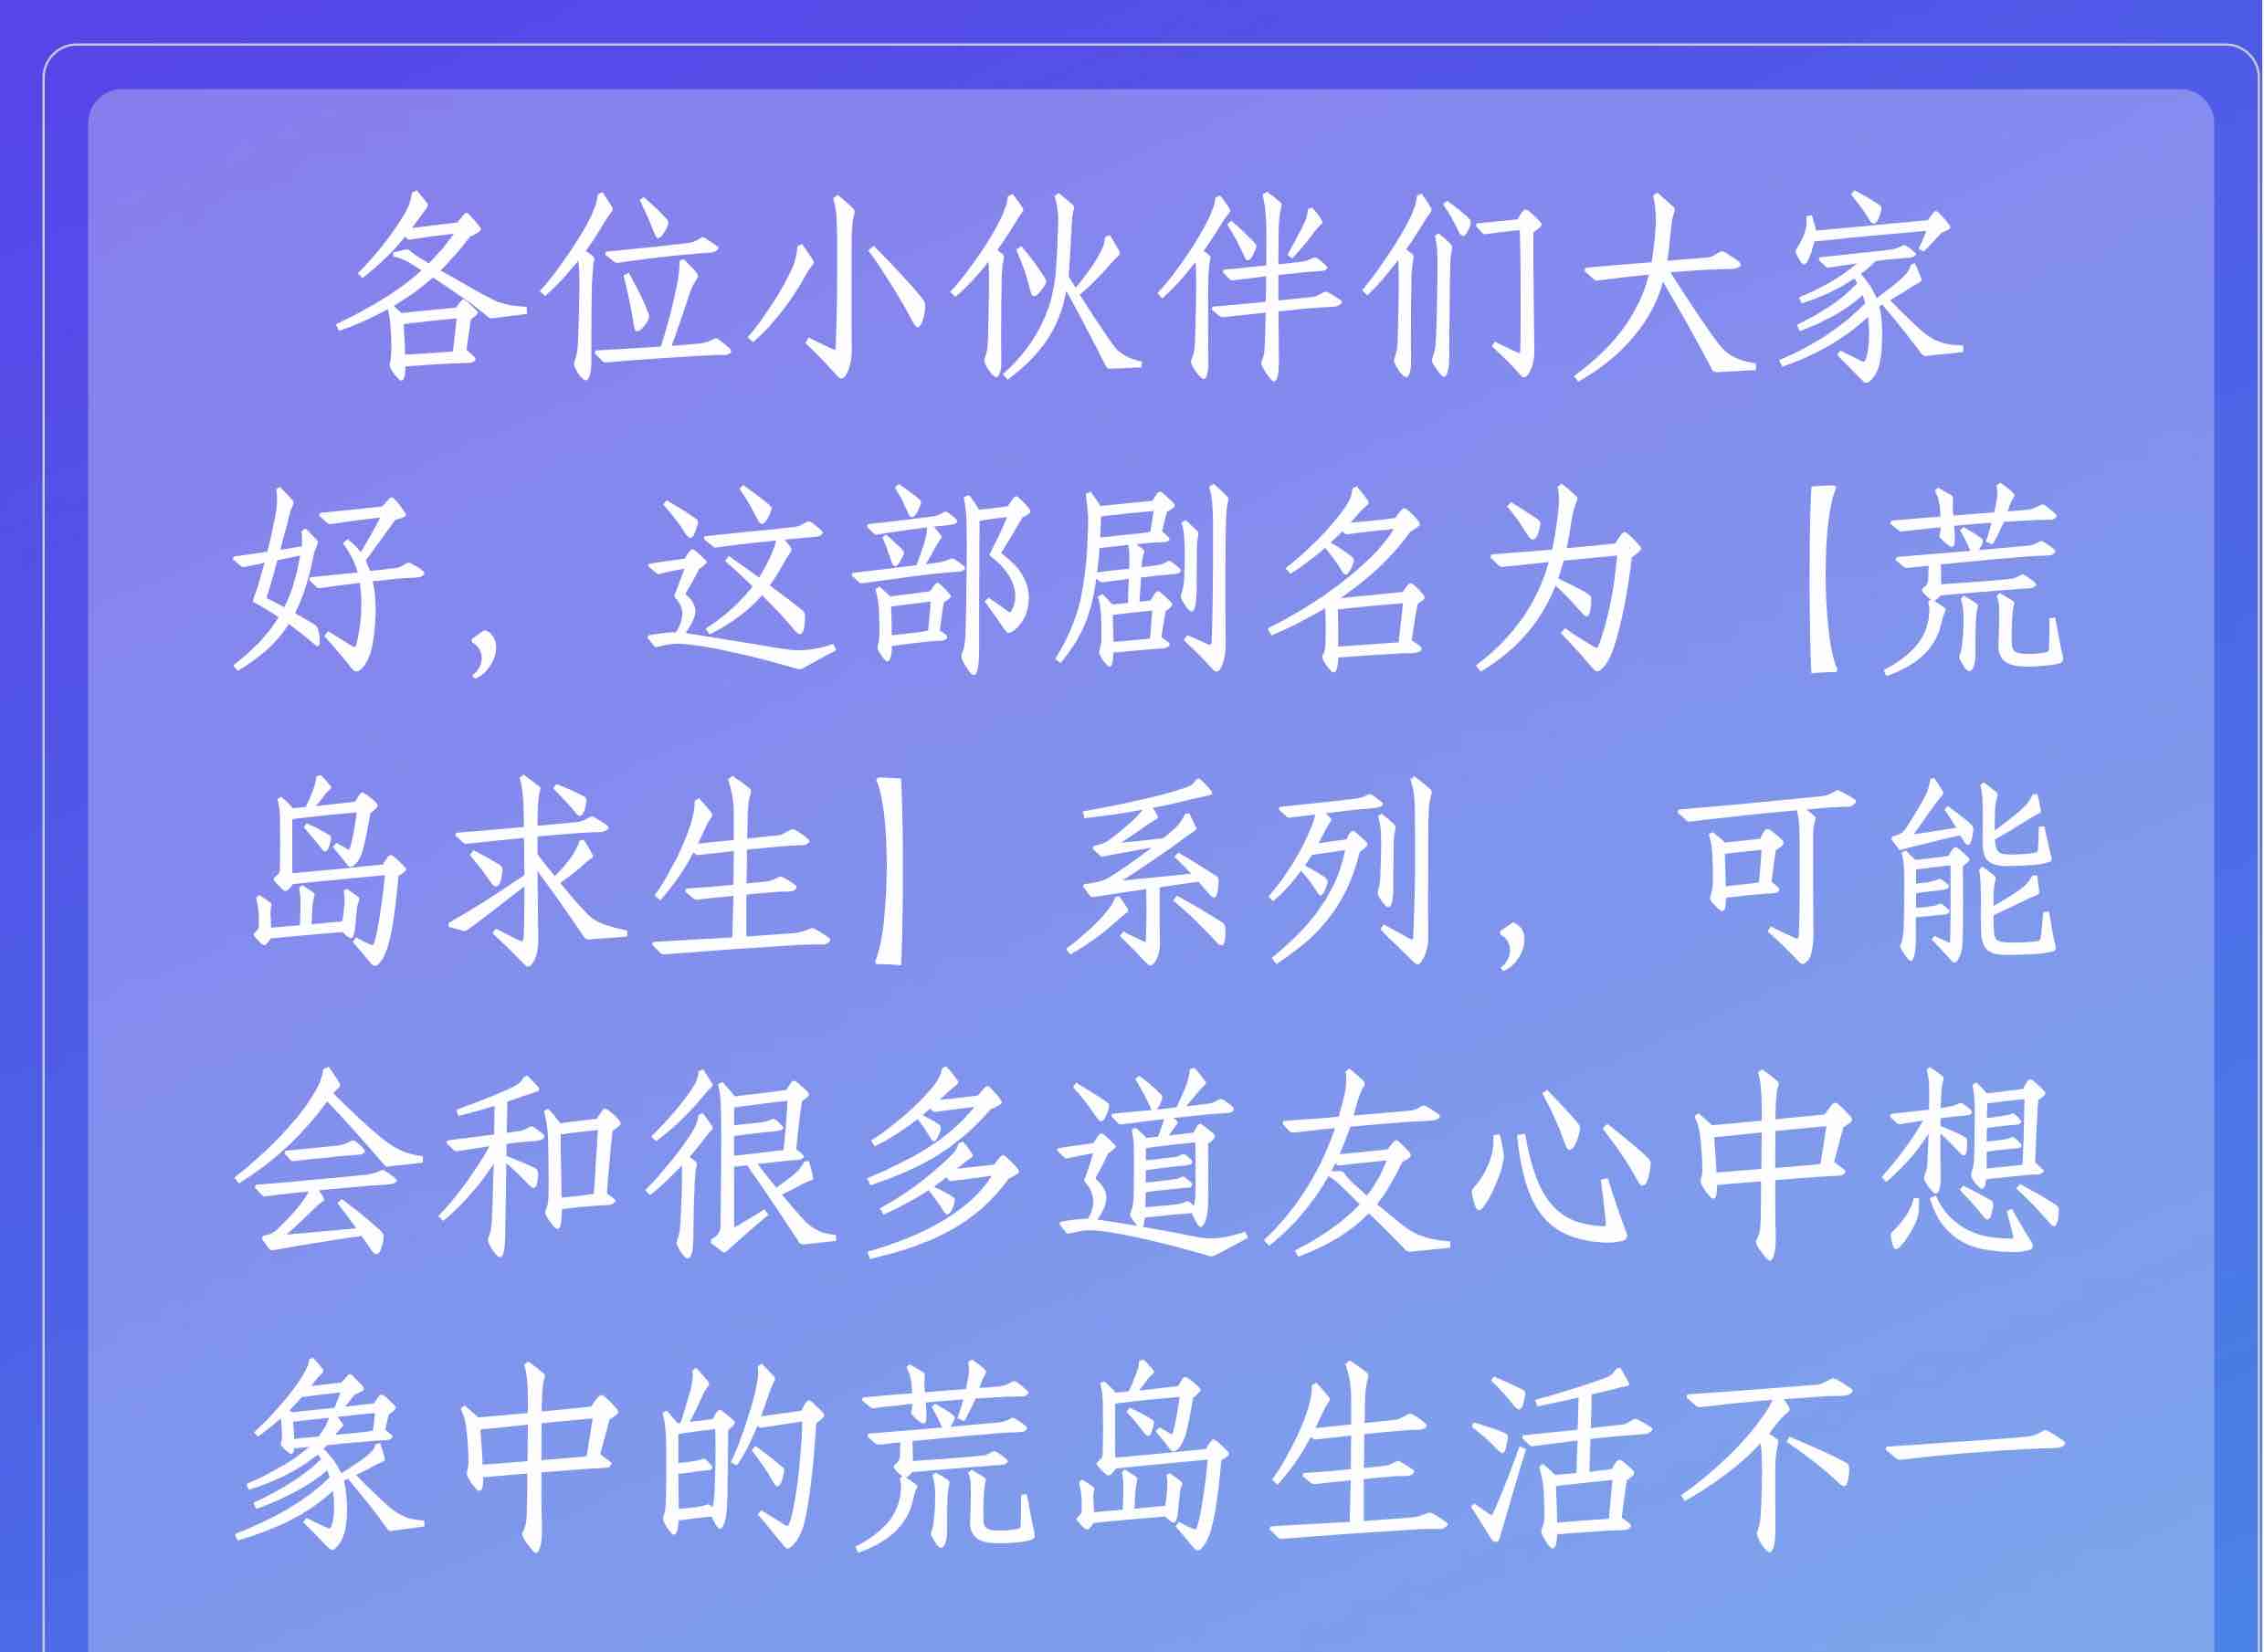 各位小伙伴们大家
好，这部剧名为【荒
岛求生】系列，可能
会和很多道友心中想
象中的荒岛生活不一